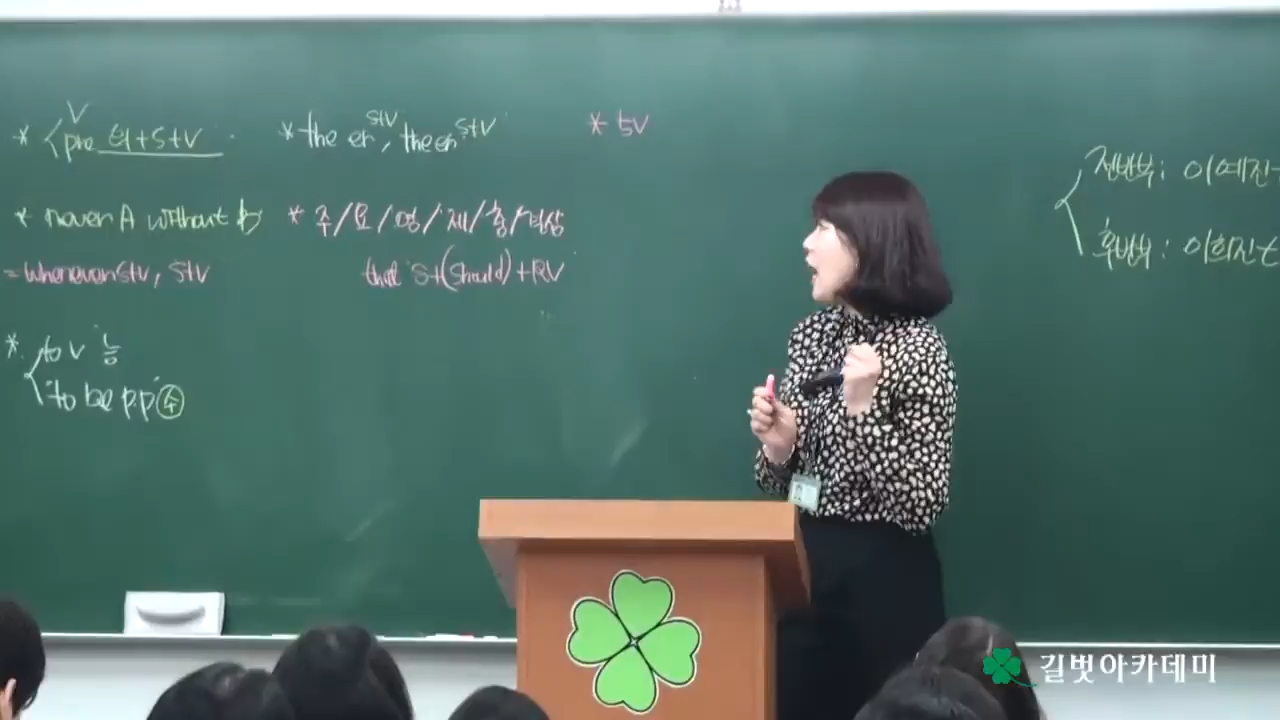 * V
pre 의+S+V
* the er S+V, the er S+V
* 5V
* never A without B
= whenever S+V, S+V
* 주/요/명/제/충/결상
that S+(should)+RV
* to V 능
to be p.p 수
전반부: 이예진
후반부: 이희진
길벗아카데미